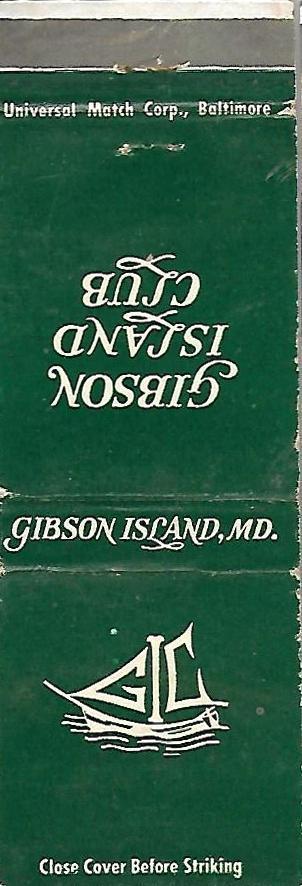 Universal Match Corp., Baltimore
GIBSON
ISLAND
CLUB
GIBSON ISLAND, MD.
GIC
Close Cover Before Striking